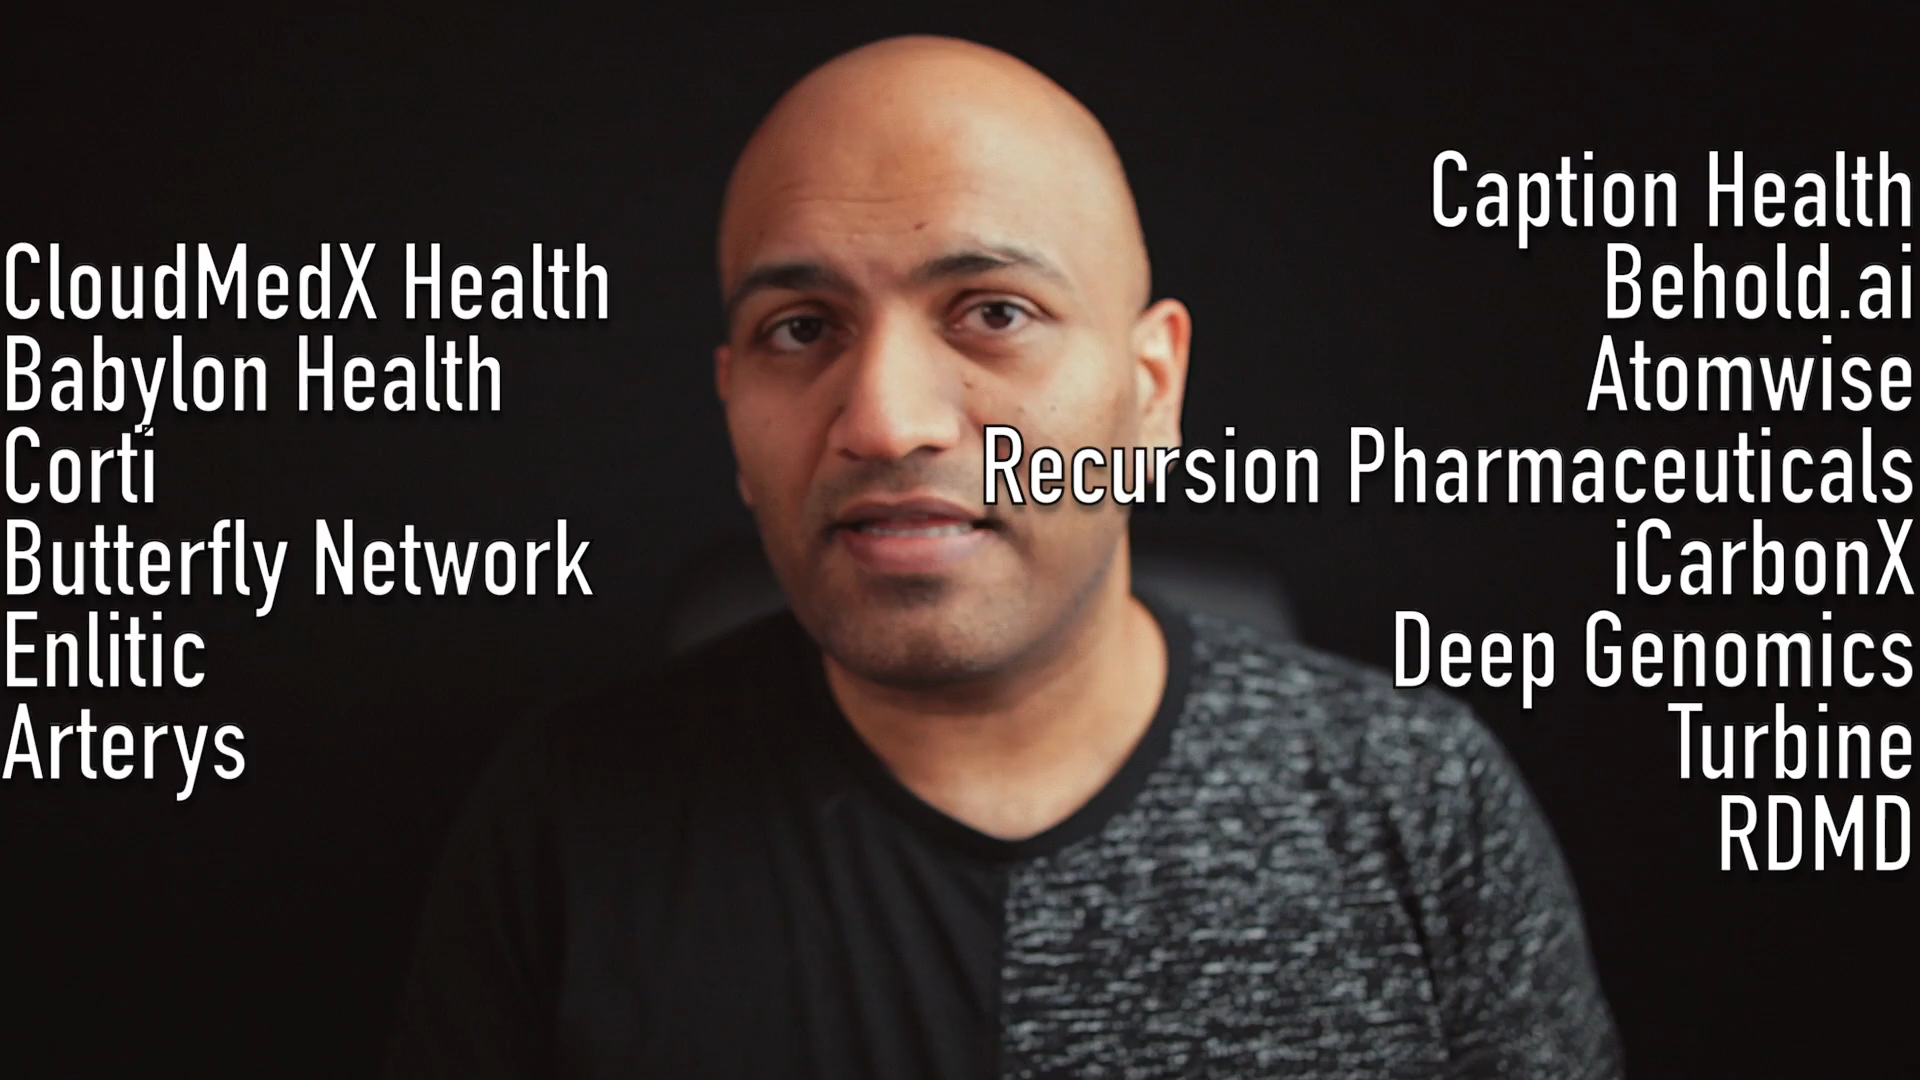 CloudMedX Health
Babylon Health
Corti
Butterfly Network
Enlitic
Arterys
Caption Health
Behold.ai
Atomwise
Recursion Pharmaceuticals
iCarbonX
Deep Genomics
Turbine
RDMD